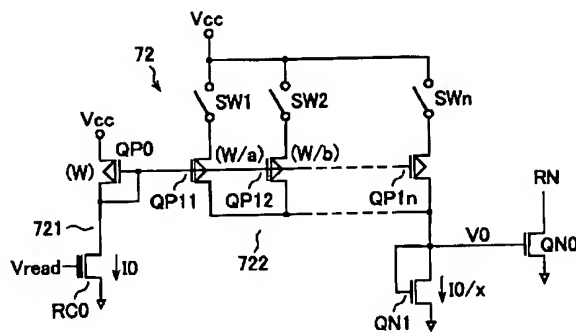 Vcc
72
SW1
SW2
SWn
Vcc
QP0
(W)
(W/a)
(W/b)
QP11
QP12
QP1n
RN
721
722
V0
QN0
Vread
I0
RC0
I0/x
QN1